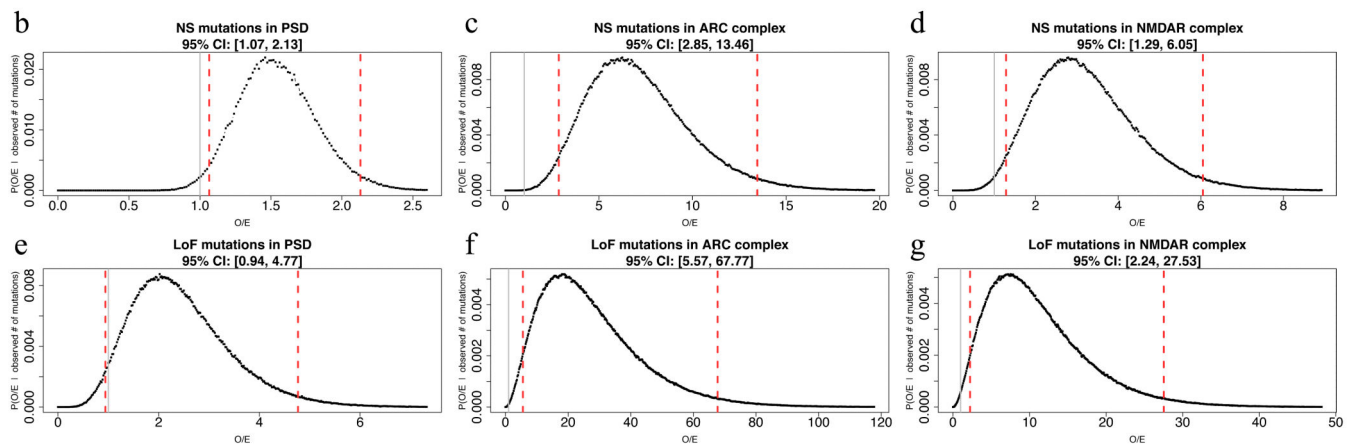 b
NS mutations in PSD
95% CI: [1.07, 2.13]
P(O/E | observed # of mutations)
0.020
0.010
0.000
0.0 0.5 1.0 1.5 2.0 2.5
O/E
c
NS mutations in ARC complex
95% CI: [2.85, 13.46]
P(O/E | observed # of mutations)
0.008
0.004
0.000
0 5 10 15 20
O/E
d
NS mutations in NMDAR complex
95% CI: [1.29, 6.05]
P(O/E | observed # of mutations)
0.008
0.004
0.000
0 2 4 6 8
O/E
e
LoF mutations in PSD
95% CI: [0.94, 4.77]
P(O/E | observed # of mutations)
0.008
0.004
0.000
0 2 4 6
O/E
f
LoF mutations in ARC complex
95% CI: [5.57, 67.77]
P(O/E | observed # of mutations)
0.004
0.002
0.000
0 20 40 60 80 100 120
O/E
g
LoF mutations in NMDAR complex
95% CI: [2.24, 27.53]
P(O/E | observed # of mutations)
0.004
0.002
0.000
0 10 20 30 40 50
O/E